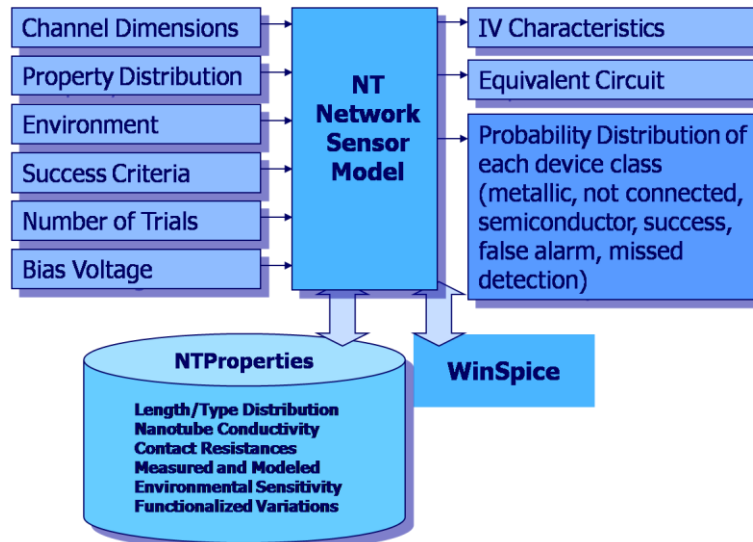 Channel Dimensions
Property Distribution
Environment
Success Criteria
Number of Trials
Bias Voltage
NT
Network
Sensor
Model
IV Characteristics
Equivalent Circuit
Probability Distribution of
each device class
(metallic, not connected,
semiconductor, success,
false alarm, missed
detection)
NTProperties
Length/Type Distribution
Nanotube Conductivity
Contact Resistances
Measured and Modeled
Environmental Sensitivity
Functionalized Variations
WinSpice